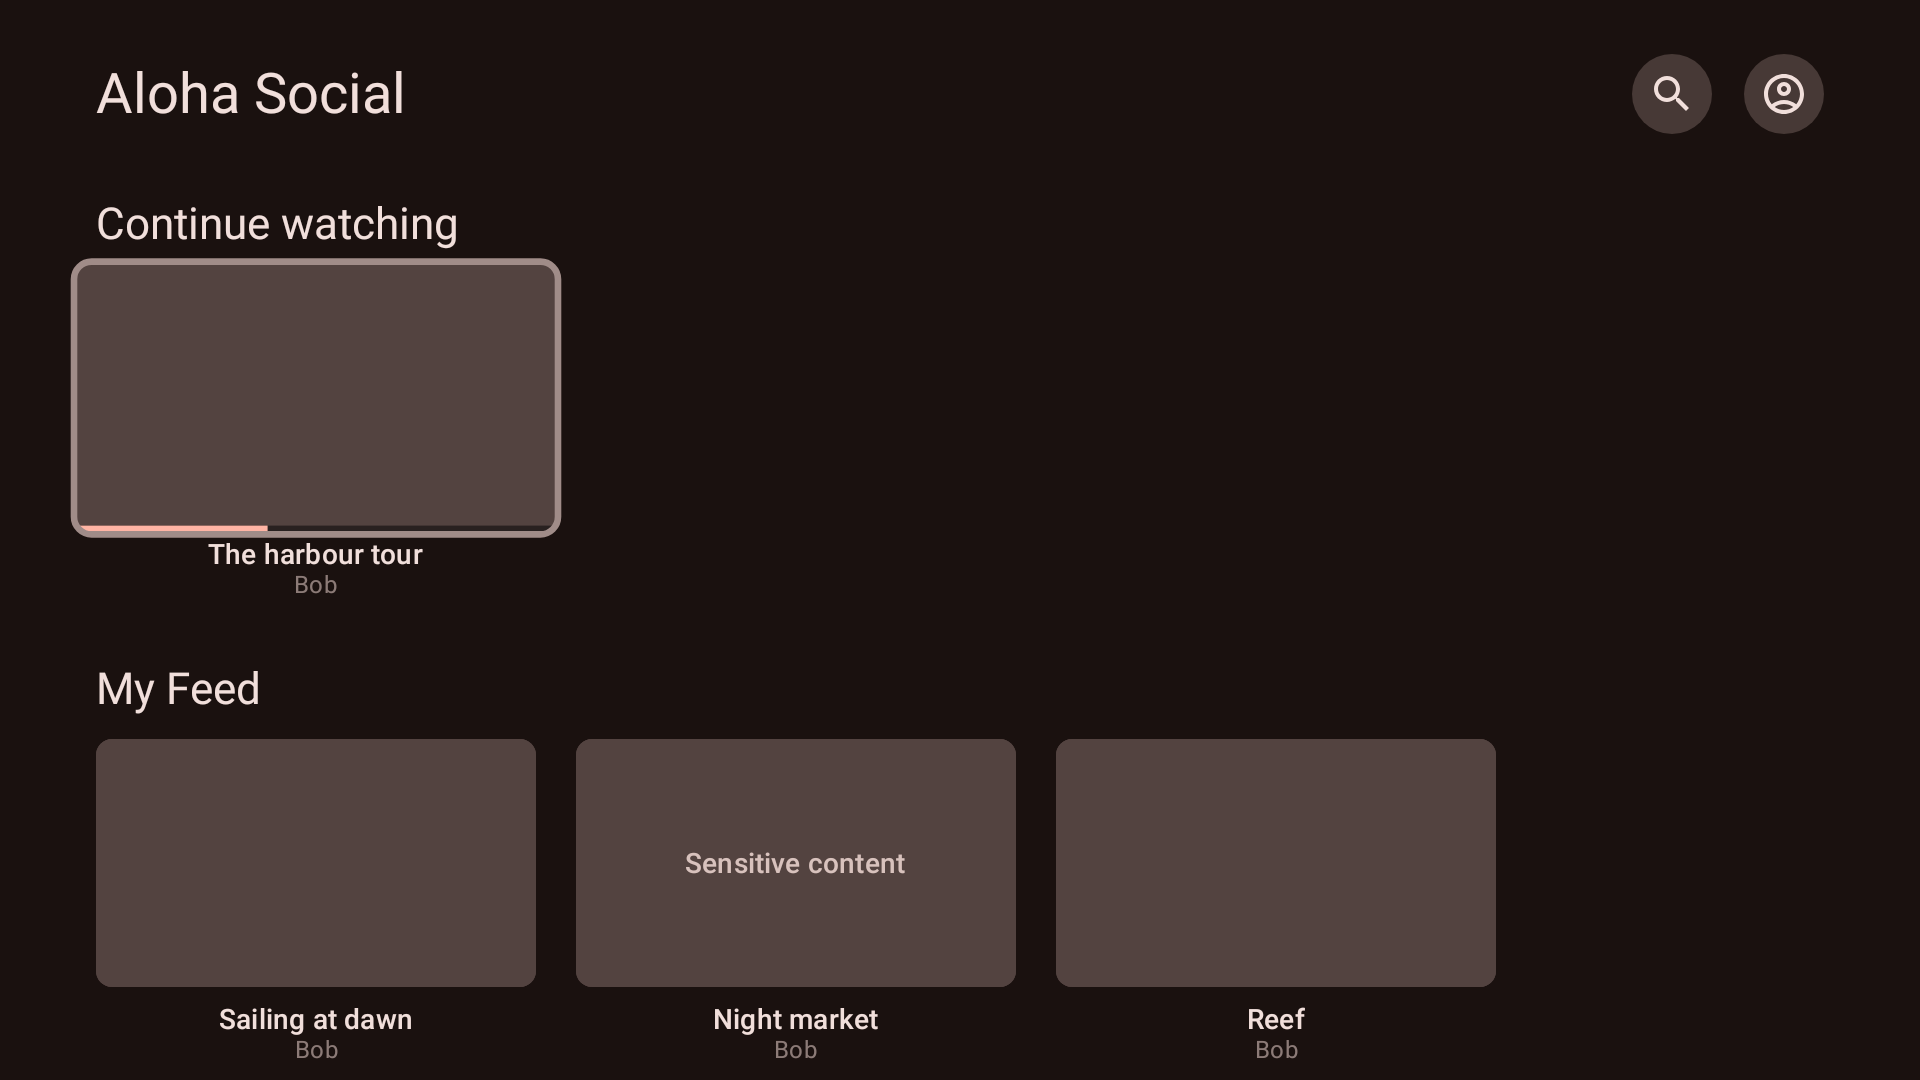 Aloha Social
Continue watching
The harbour tour
Bob
My Feed
Sensitive content
Sailing at dawn
Bob
Night market
Bob
Reef
Bob